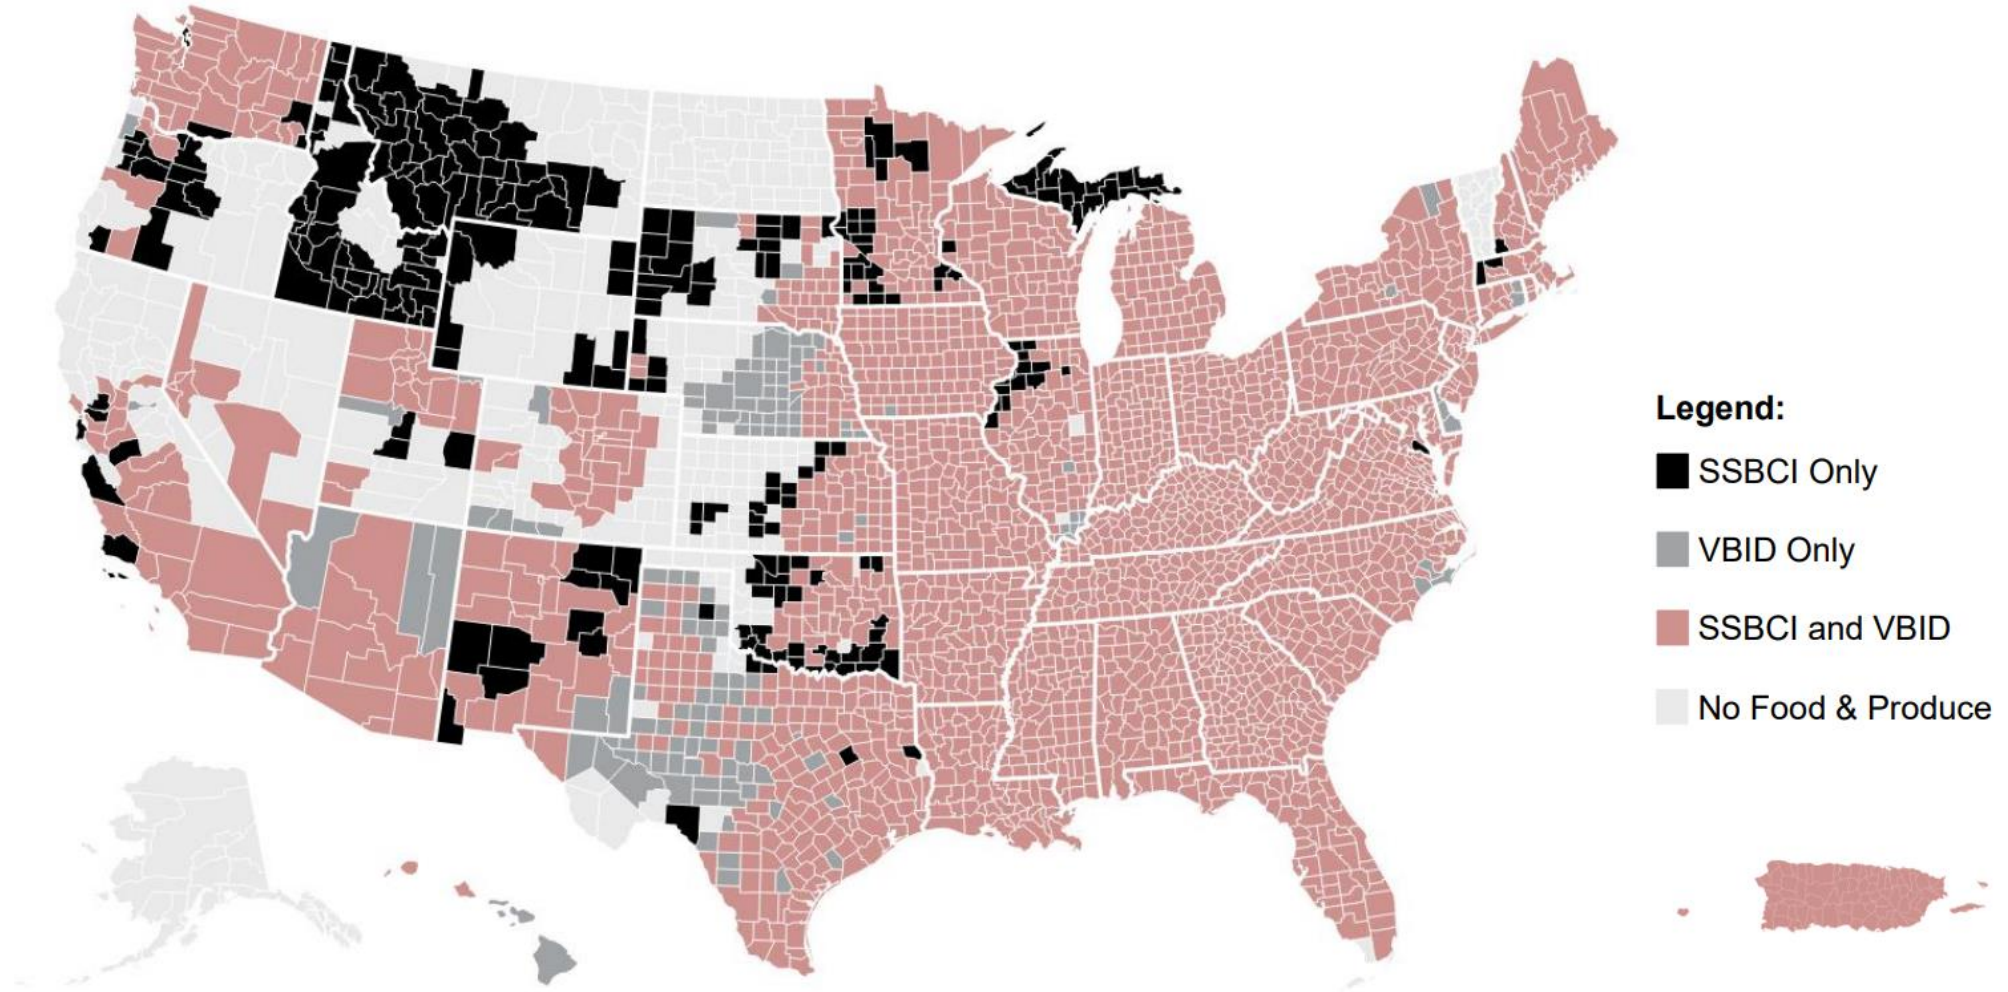 Legend:
SSBCI Only
VBID Only
SSBCI and VBID
No Food & Produce